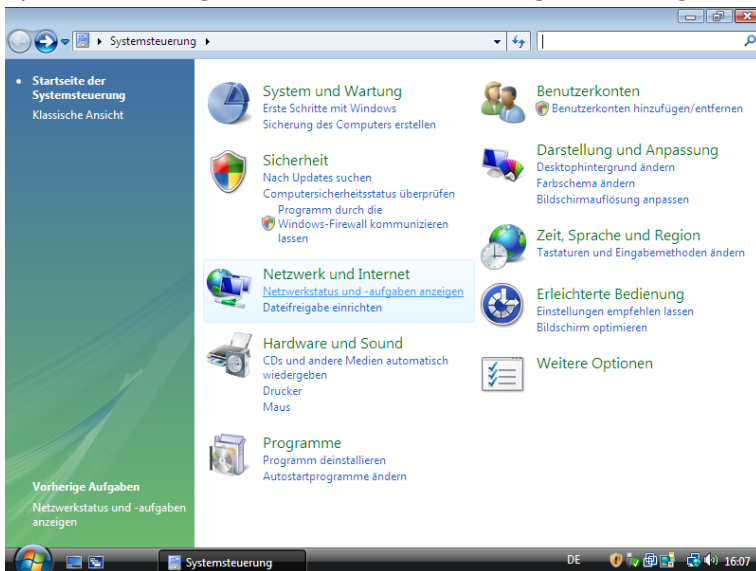 Systemsteuerung
Startseite der
Systemsteuerung
Klassische Ansicht
System und Wartung
Erste Schritte mit Windows
Sicherung des Computers erstellen
Sicherheit
Nach Updates suchen
Computersicherheitsstatus überprüfen
Programm durch die
Windows-Firewall kommunizieren
lassen
Netzwerk und Internet
Netzwerkstatus und -aufgaben anzeigen
Dateifreigabe einrichten
Hardware und Sound
CDs und andere Medien automatisch
wiedergeben
Drucker
Maus
Programme
Programm deinstallieren
Autostartprogramme ändern
Benutzerkonten
Benutzerkonten hinzufügen/entfernen
Darstellung und Anpassung
Desktophintergrund ändern
Farbschema ändern
Bildschirmauflösung anpassen
Zeit, Sprache und Region
Tastaturen und Eingabemethoden ändern
Erleichterte Bedienung
Einstellungen empfehlen lassen
Bildschirm optimieren
Weitere Optionen
Vorherige Aufgaben
Netzwerkstatus und -aufgaben
anzeigen
Systemsteuerung
DE
16:07